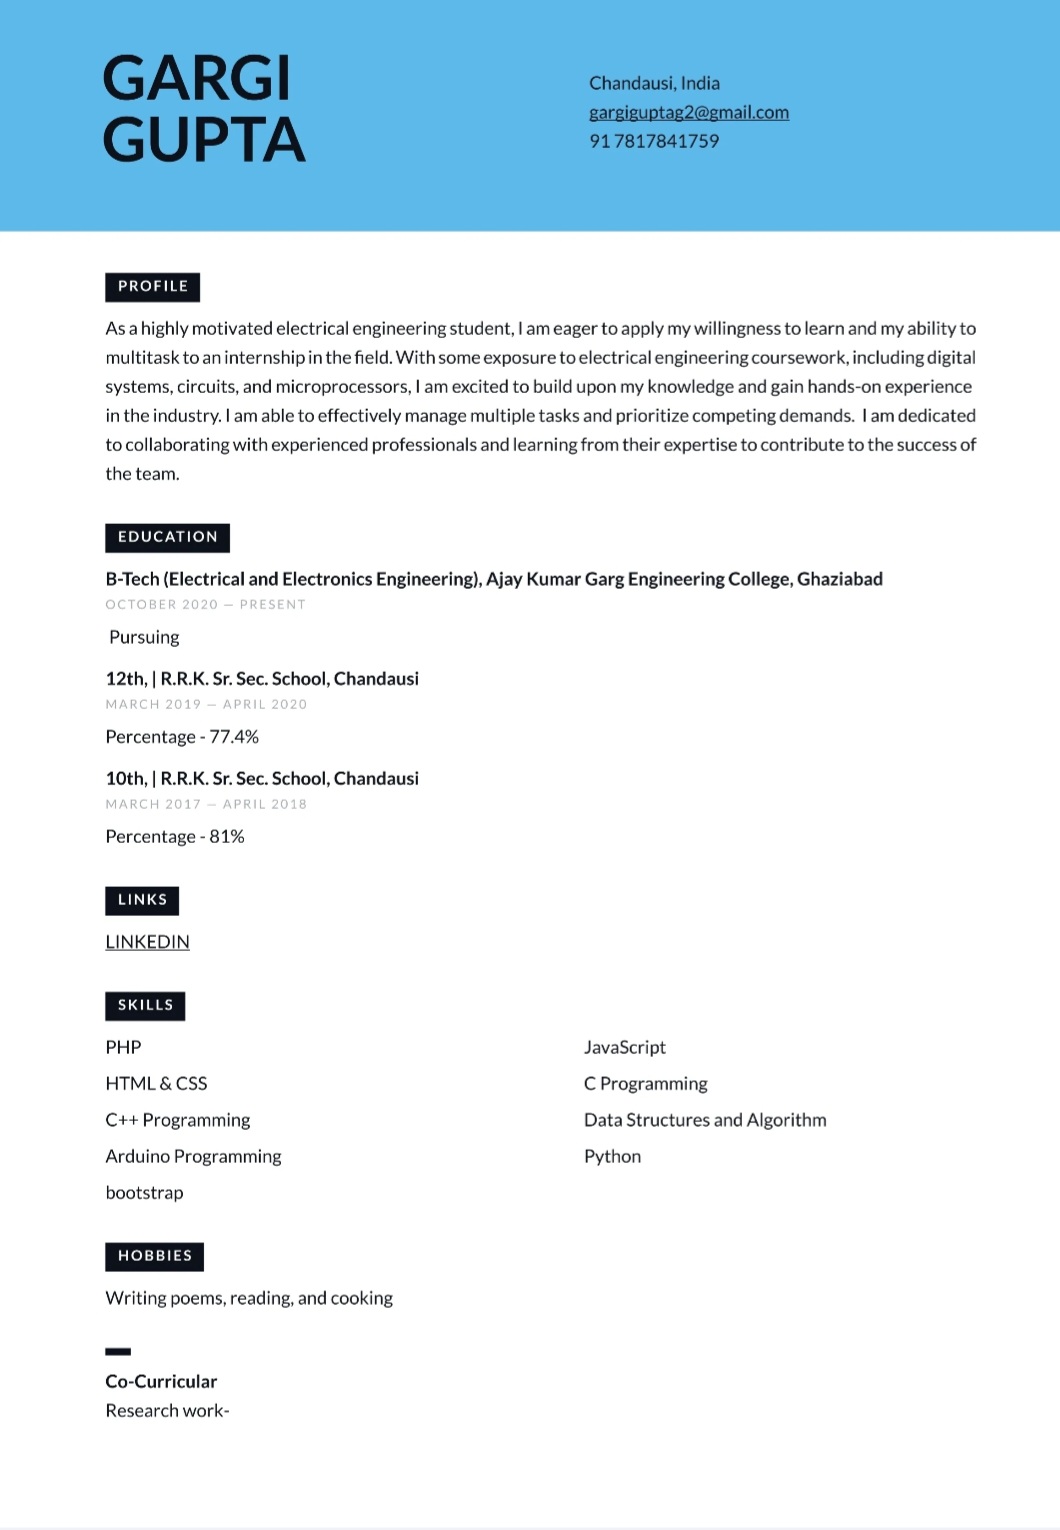 GARGI
GUPTA
Chandausi, India
gargiguptag2@gmail.com
91 7817841759
PROFILE
As a highly motivated electrical engineering student, I am eager to apply my willingness to learn and my ability to
multitask to an internship in the field. With some exposure to electrical engineering coursework, including digital
systems, circuits, and microprocessors, I am excited to build upon my knowledge and gain hands-on experience
in the industry. I am able to effectively manage multiple tasks and prioritize competing demands. I am dedicated
to collaborating with experienced professionals and learning from their expertise to contribute to the success of
the team.
EDUCATION
B-Tech (Electrical and Electronics Engineering), Ajay Kumar Garg Engineering College, Ghaziabad
OCTOBER 2020 — PRESENT
Pursuing
12th, | R.R.K. Sr. Sec. School, Chandausi
MARCH 2019 — APRIL 2020
Percentage - 77.4%
10th, | R.R.K. Sr. Sec. School, Chandausi
MARCH 2017 — APRIL 2018
Percentage - 81%
LINKS
LINKEDIN
SKILLS
PHP
JavaScript
HTML & CSS
C Programming
C++ Programming
Data Structures and Algorithm
Arduino Programming
Python
bootstrap
HOBBIES
Writing poems, reading, and cooking
Co-Curricular
Research work-